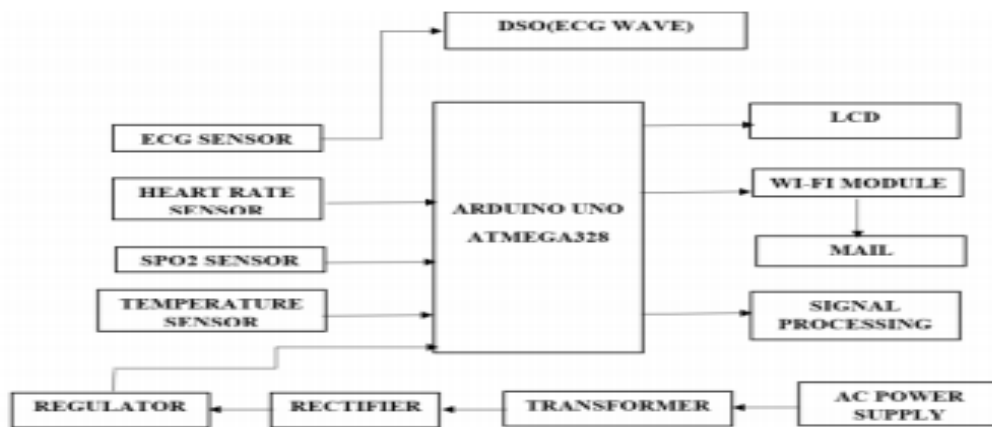 DSO(ECG WAVE)
ECG SENSOR
HEART RATE
SENSOR
SPO2 SENSOR
TEMPERATURE
SENSOR
ARDUINO UNO
ATMEGA328
LCD
WI-FI MODULE
MAIL
SIGNAL
PROCESSING
REGULATOR
RECTIFIER
TRANSFORMER
AC POWER
SUPPLY